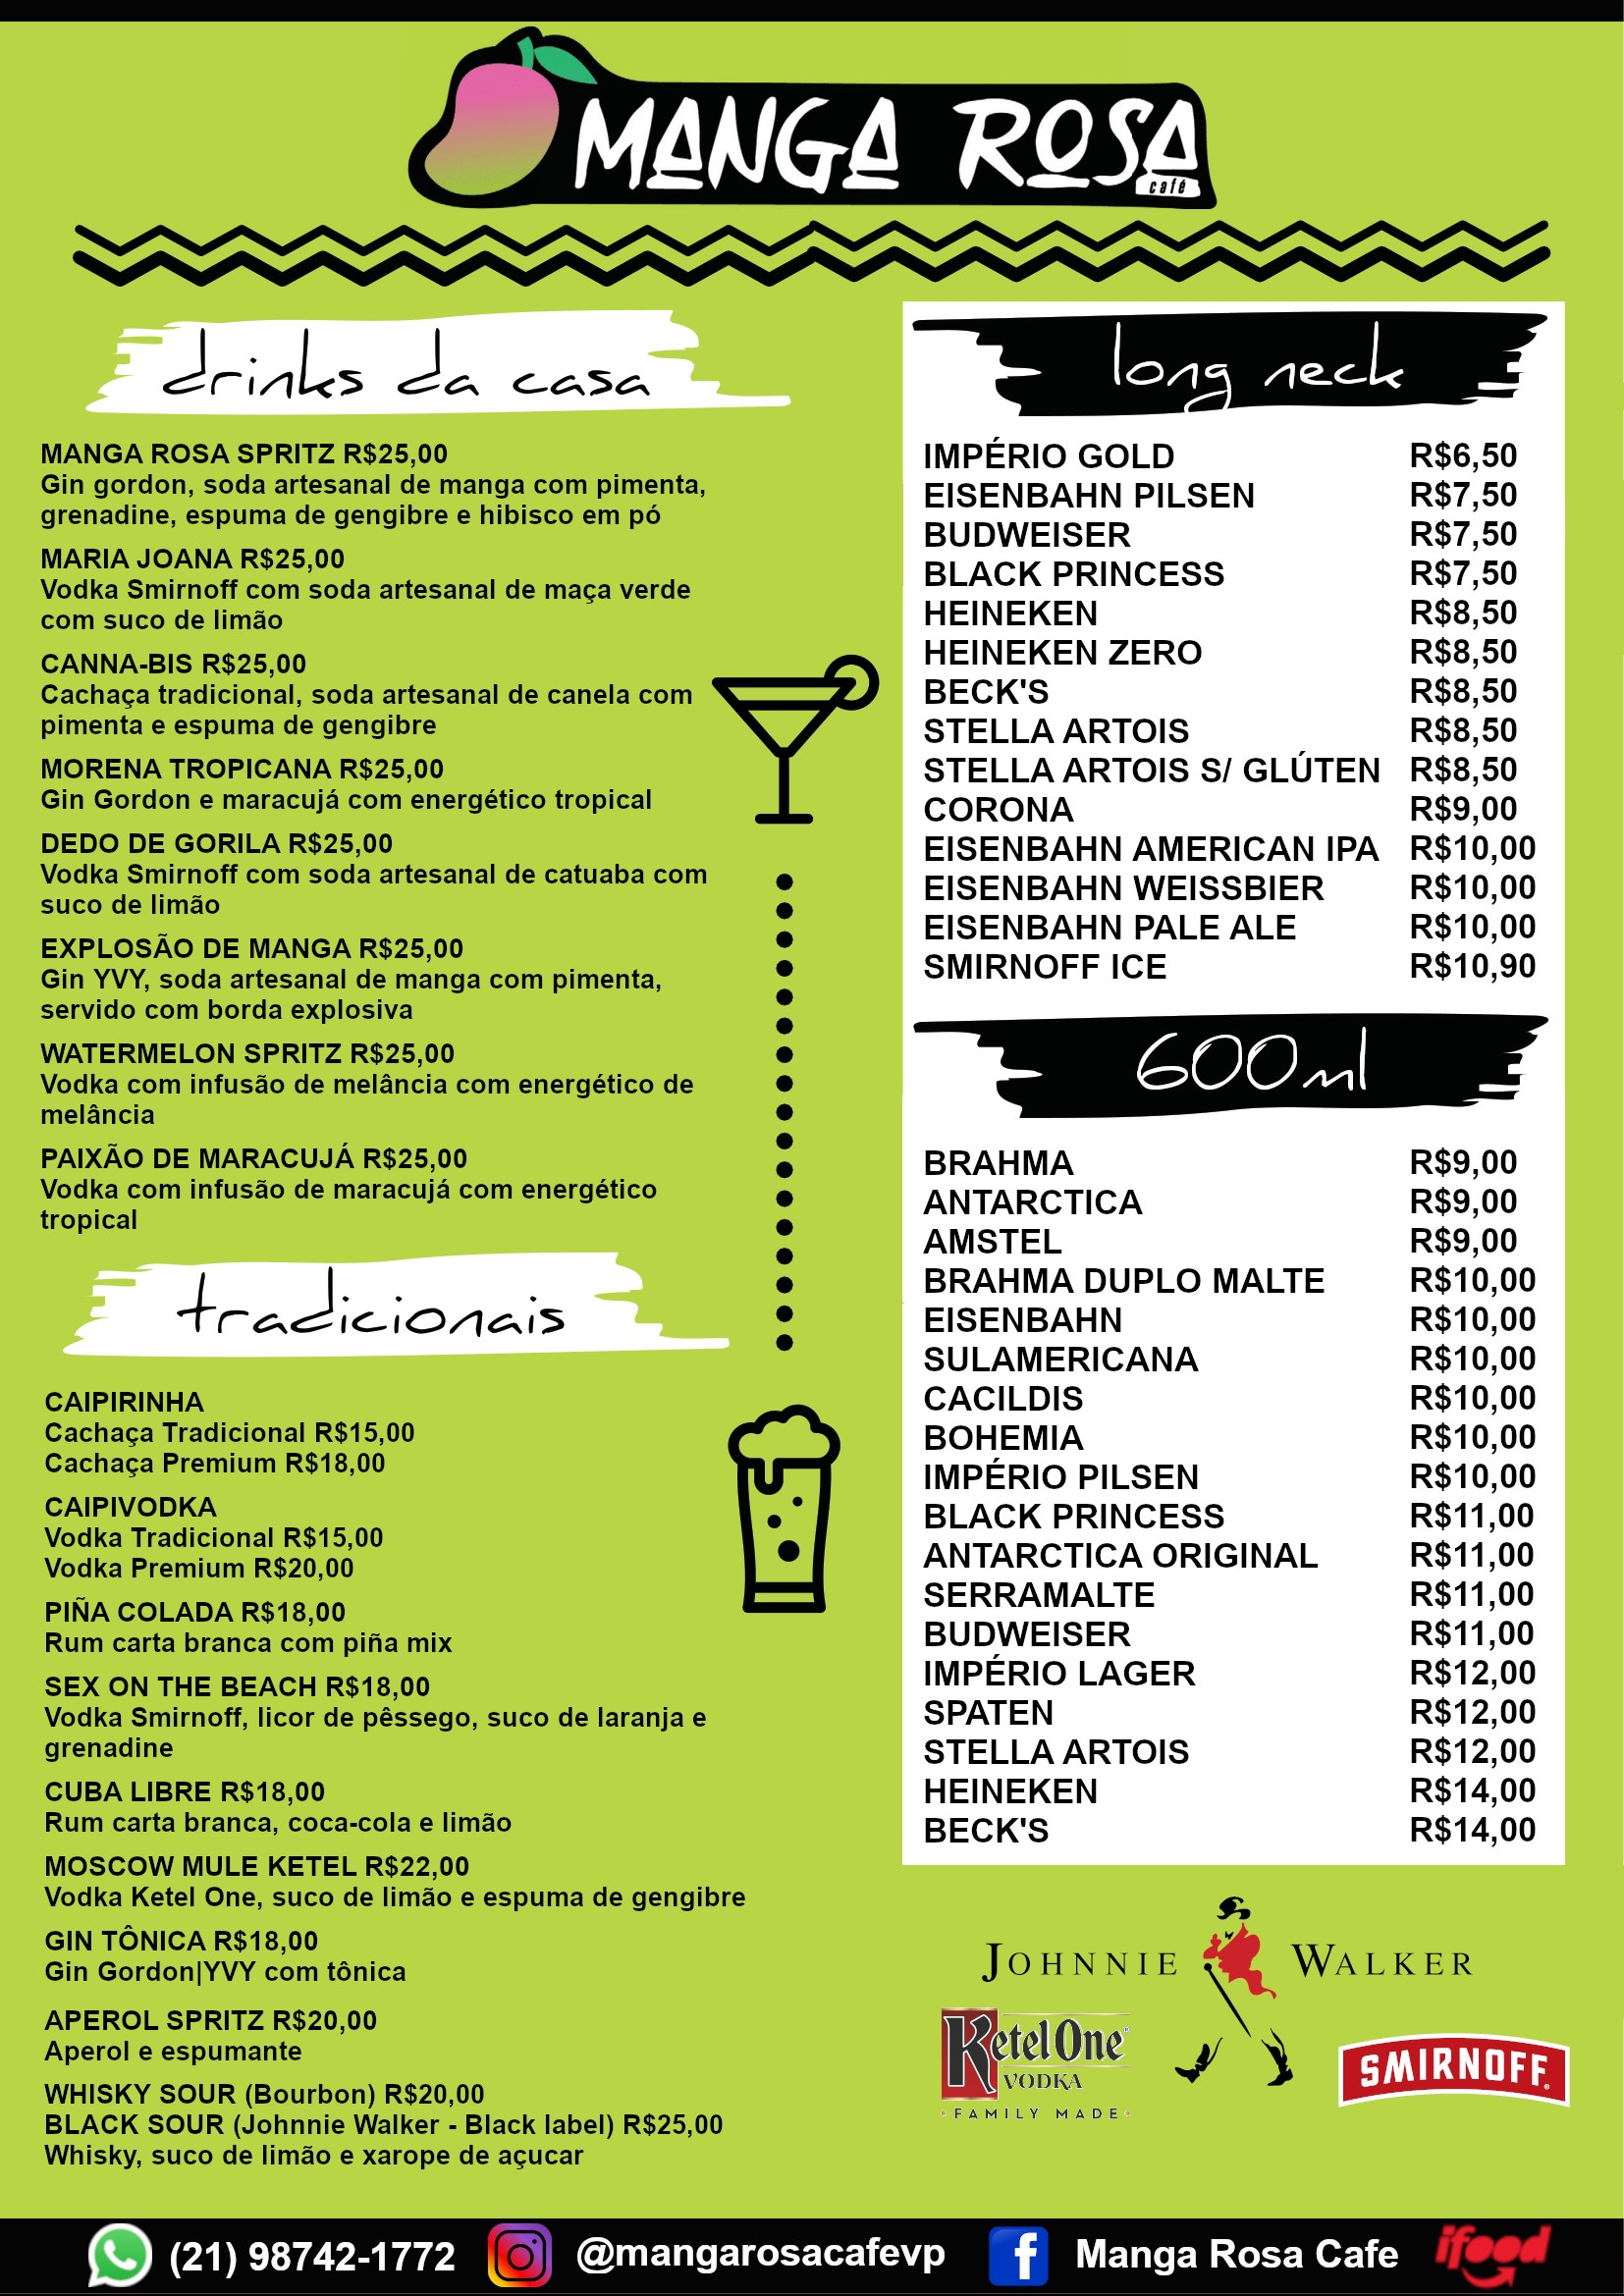 MANGA ROSA
café
drinks da casa
MANGA ROSA SPRITZ R$25,00
Gin gordon, soda artesanal de manga com pimenta,
grenadine, espuma de gengibre e hibisco em pó
MARIA JOANA R$25,00
Vodka Smirnoff com soda artesanal de maça verde
com suco de limão
CANNA-BIS R$25,00
Cachaça tradicional, soda artesanal de canela com
pimenta e espuma de gengibre
MORENA TROPICANA R$25,00
Gin Gordon e maracujá com energético tropical
DEDO DE GORILA R$25,00
Vodka Smirnoff com soda artesanal de catuaba com
suco de limão
EXPLOSÃO DE MANGA R$25,00
Gin YVY, soda artesanal de manga com pimenta,
servido com borda explosiva
WATERMELON SPRITZ R$25,00
Vodka com infusão de melância com energético de
melância
PAIXÃO DE MARACUJÁ R$25,00
Vodka com infusão de maracujá com energético
tropical
tradicionais
CAIPIRINHA
Cachaça Tradicional R$15,00
Cachaça Premium R$18,00
CAIPIVODKA
Vodka Tradicional R$15,00
Vodka Premium R$20,00
PIÑA COLADA R$18,00
Rum carta branca com piña mix
SEX ON THE BEACH R$18,00
Vodka Smirnoff, licor de pêssego, suco de laranja e
grenadine
CUBA LIBRE R$18,00
Rum carta branca, coca-cola e limão
MOSCOW MULE KETEL R$22,00
Vodka Ketel One, suco de limão e espuma de gengibre
GIN TÔNICA R$18,00
Gin Gordon|YVY com tônica
APEROL SPRITZ R$20,00
Aperol e espumante
WHISKY SOUR (Bourbon) R$20,00
BLACK SOUR (Johnnie Walker - Black label) R$25,00
Whisky, suco de limão e xarope de açucar
long neck
IMPÉRIO GOLD R$6,50
EISENBAHN PILSEN R$7,50
BUDWEISER R$7,50
BLACK PRINCESS R$7,50
HEINEKEN R$8,50
HEINEKEN ZERO R$8,50
BECK'S R$8,50
STELLA ARTOIS R$8,50
STELLA ARTOIS S/ GLÚTEN R$8,50
CORONA R$9,00
EISENBAHN AMERICAN IPA R$10,00
EISENBAHN WEISSBIER R$10,00
EISENBAHN PALE ALE R$10,00
SMIRNOFF ICE R$10,90
600ml
BRAHMA R$9,00
ANTARCTICA R$9,00
AMSTEL R$9,00
BRAHMA DUPLO MALTE R$10,00
EISENBAHN R$10,00
SULAMERICANA R$10,00
CACILDIS R$10,00
BOHEMIA R$10,00
IMPÉRIO PILSEN R$10,00
BLACK PRINCESS R$11,00
ANTARCTICA ORIGINAL R$11,00
SERRAMALTE R$11,00
BUDWEISER R$11,00
IMPÉRIO LAGER R$12,00
SPATEN R$12,00
STELLA ARTOIS R$12,00
HEINEKEN R$14,00
BECK'S R$14,00
JOHNNIE WALKER
Ketel One®
VODKA
FAMILY MADE
SMIRNOFF®
(21) 98742-1772 @mangarosacafevp Manga Rosa Cafe ifood